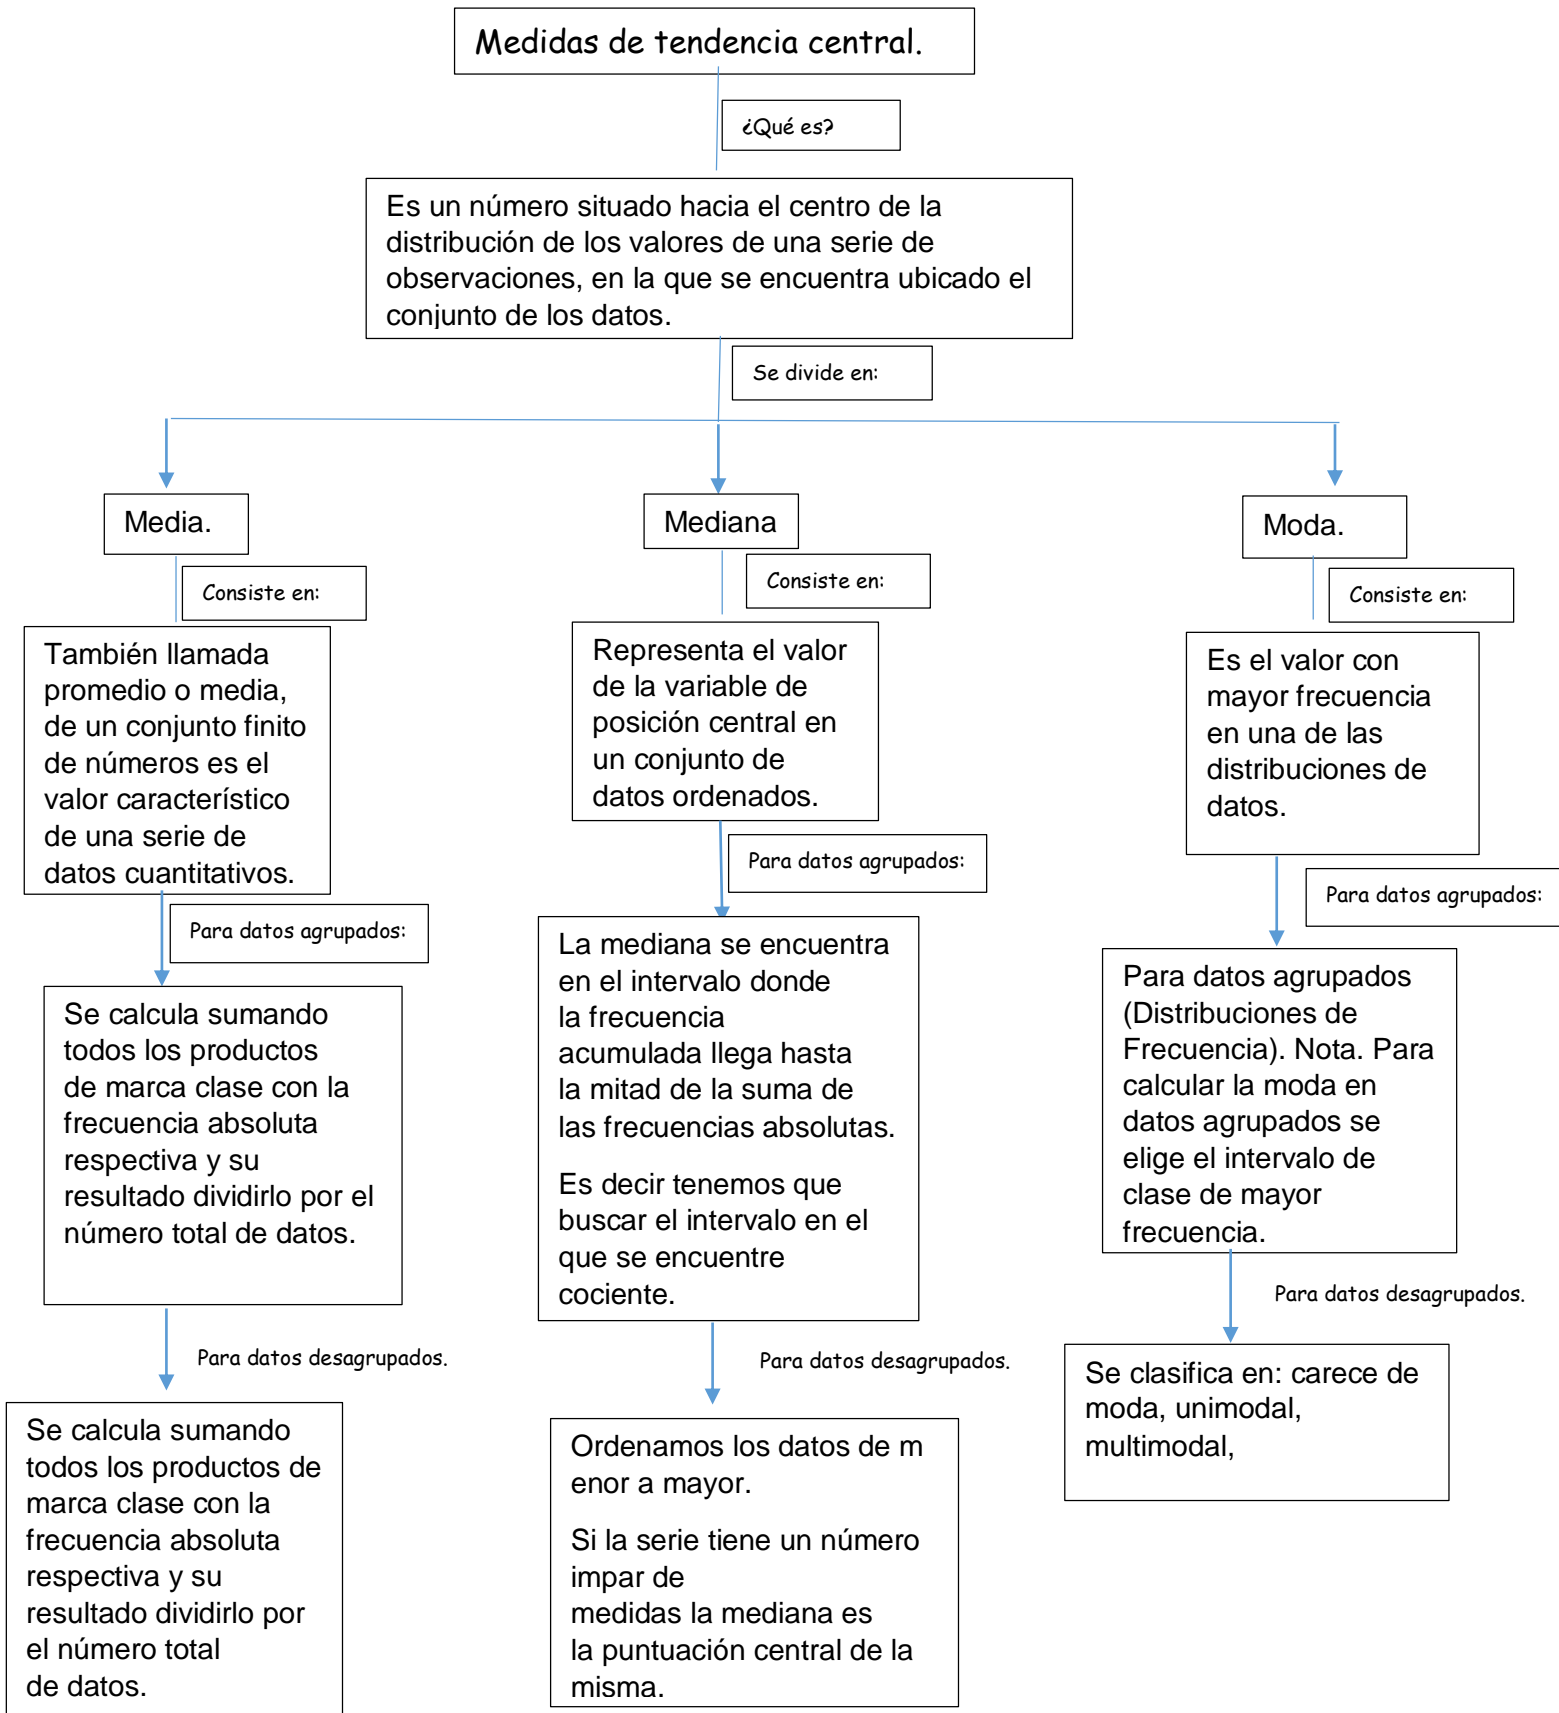 Medidas de tendencia central.
¿Qué es?
Es un número situado hacia el centro de la
distribución de los valores de una serie de
observaciones, en la que se encuentra ubicado el
conjunto de los datos.
Se divide en:
Media.
Consiste en:
También llamada
promedio o media,
de un conjunto finito
de números es el
valor característico
de una serie de
datos cuantitativos.
Para datos agrupados:
Se calcula sumando
todos los productos
de marca clase con la
frecuencia absoluta
respectiva y su
resultado dividirlo por el
número total de datos.
Para datos desagrupados.
Se calcula sumando
todos los productos de
marca clase con la
frecuencia absoluta
respectiva y su
resultado dividirlo por
el número total
de datos.
Mediana
Consiste en:
Representa el valor
de la variable de
posición central en
un conjunto de
datos ordenados.
Para datos agrupados:
La mediana se encuentra
en el intervalo donde
la frecuencia
acumulada llega hasta
la mitad de la suma de
las frecuencias absolutas.
Es decir tenemos que
buscar el intervalo en el
que se encuentre
cociente.
Para datos desagrupados.
Ordenamos los datos de m
enor a mayor.
Si la serie tiene un número
impar de
medidas la mediana es
la puntuación central de la
misma.
Moda.
Consiste en:
Es el valor con
mayor frecuencia
en una de las
distribuciones de
datos.
Para datos agrupados:
Para datos agrupados
(Distribuciones de
Frecuencia). Nota. Para
calcular la moda en
datos agrupados se
elige el intervalo de
clase de mayor
frecuencia.
Para datos desagrupados.
Se clasifica en: carece de
moda, unimodal,
multimodal,